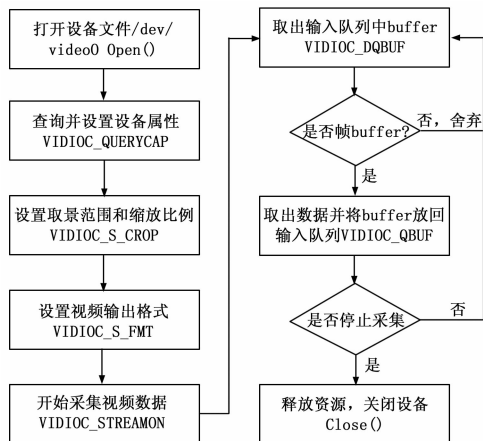 打开设备文件/dev/
video0 Open()
查询并设置设备属性
VIDIOC_QUERYCAP
设置取景范围和缩放比例
VIDIOC_S_CROP
设置视频输出格式
VIDIOC_S_FMT
开始采集视频数据
VIDIOC_STREAMON
取出输入队列中buffer
VIDIOC_DQBUF
是否帧buffer?
否，舍弃
是
取出数据并将buffer放回
输入队列VIDIOC_QBUF
是否停止采集
否
是
释放资源，关闭设备
Close()